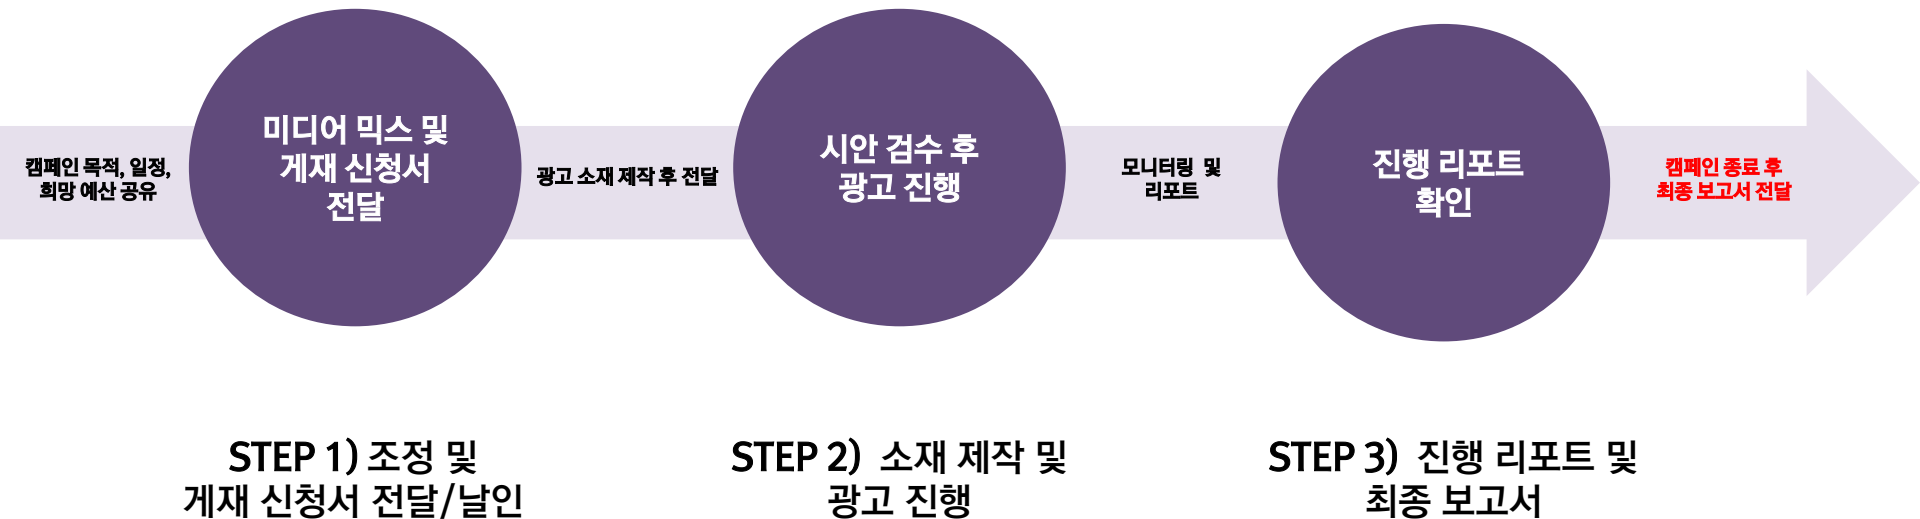 캠페인 목적, 일정,
희망 예산 공유
미디어 믹스 및
게재 신청서
전달
광고 소재 제작 후 전달
시안 검수 후
광고 진행
모니터링 및
리포트
진행 리포트
확인
캠페인 종료 후
최종 보고서 전달
STEP 1) 조정 및
게재 신청서 전달/날인
STEP 2) 소재 제작 및
광고 진행
STEP 3) 진행 리포트 및
최종 보고서